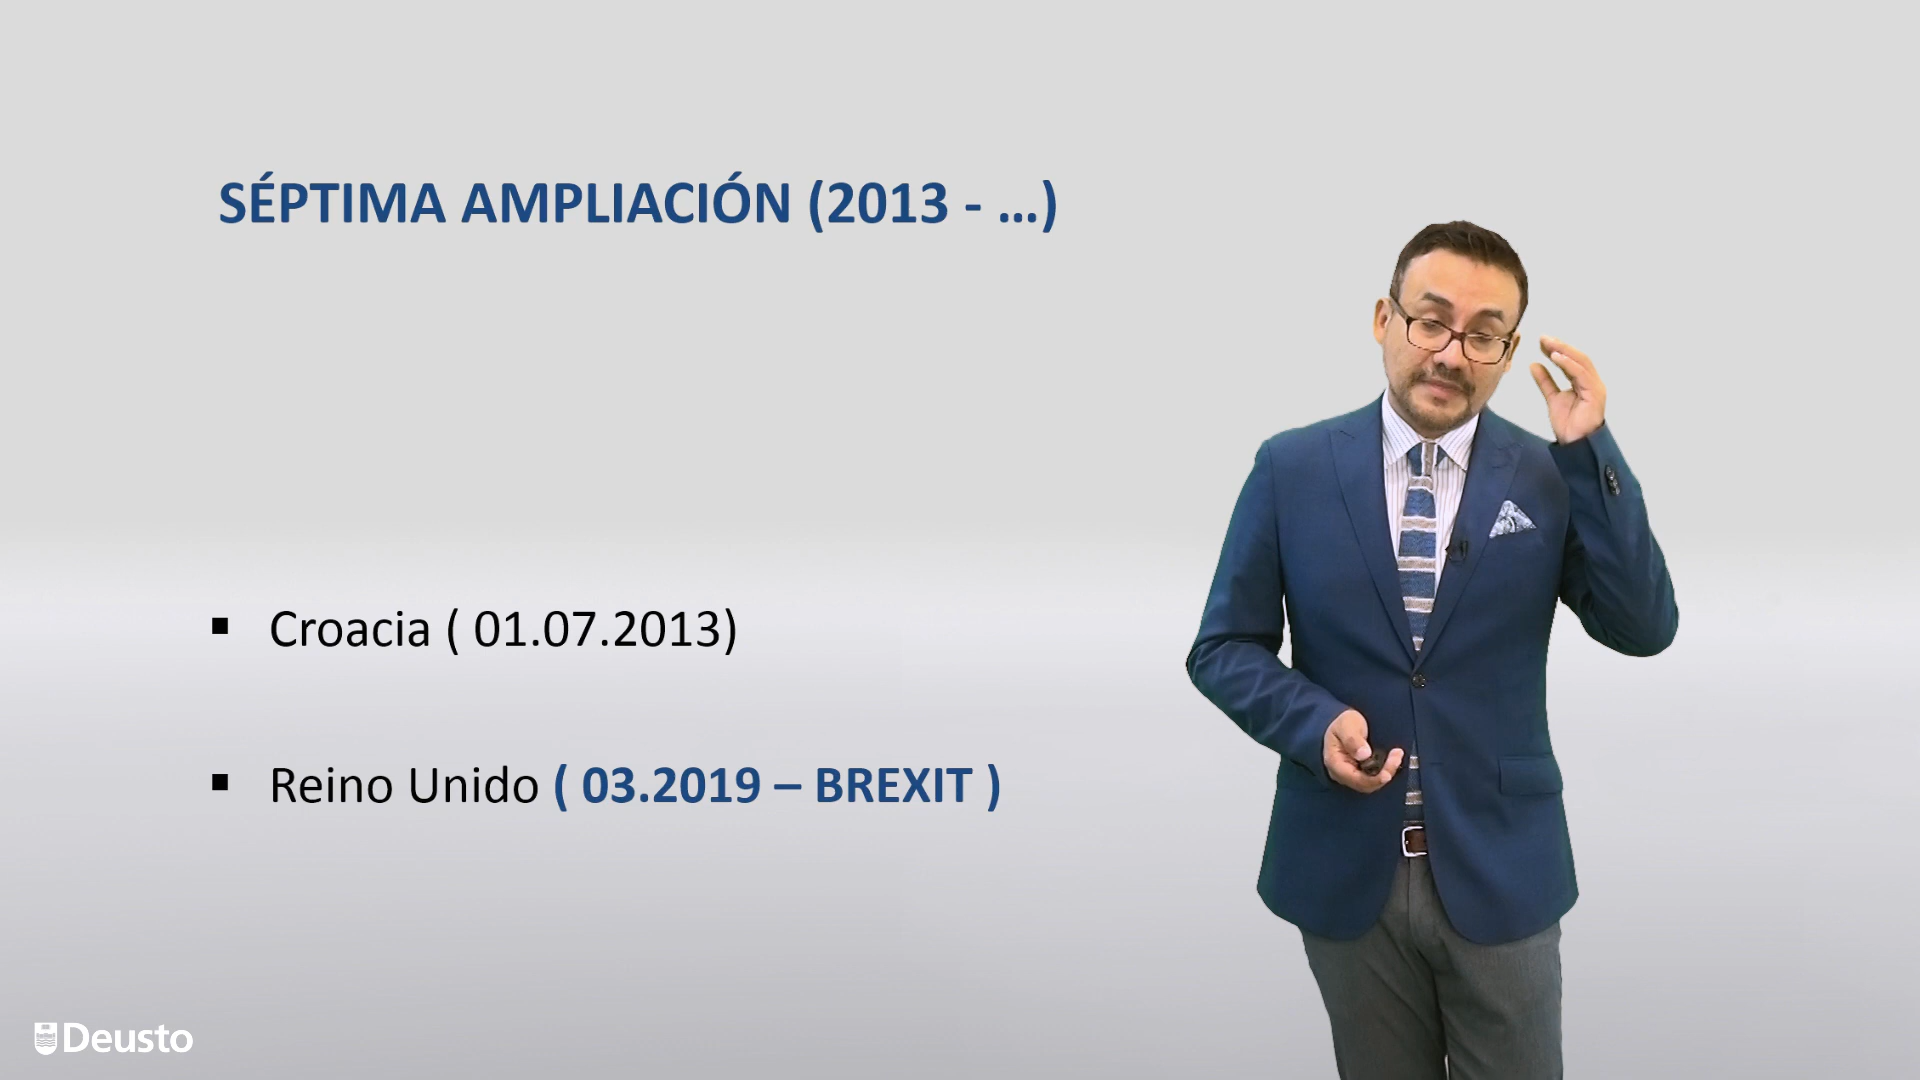 SÉPTIMA AMPLIACIÓN (2013 - ...)
▪ Croacia ( 01.07.2013)
▪ Reino Unido ( 03.2019 – BREXIT )
Deusto